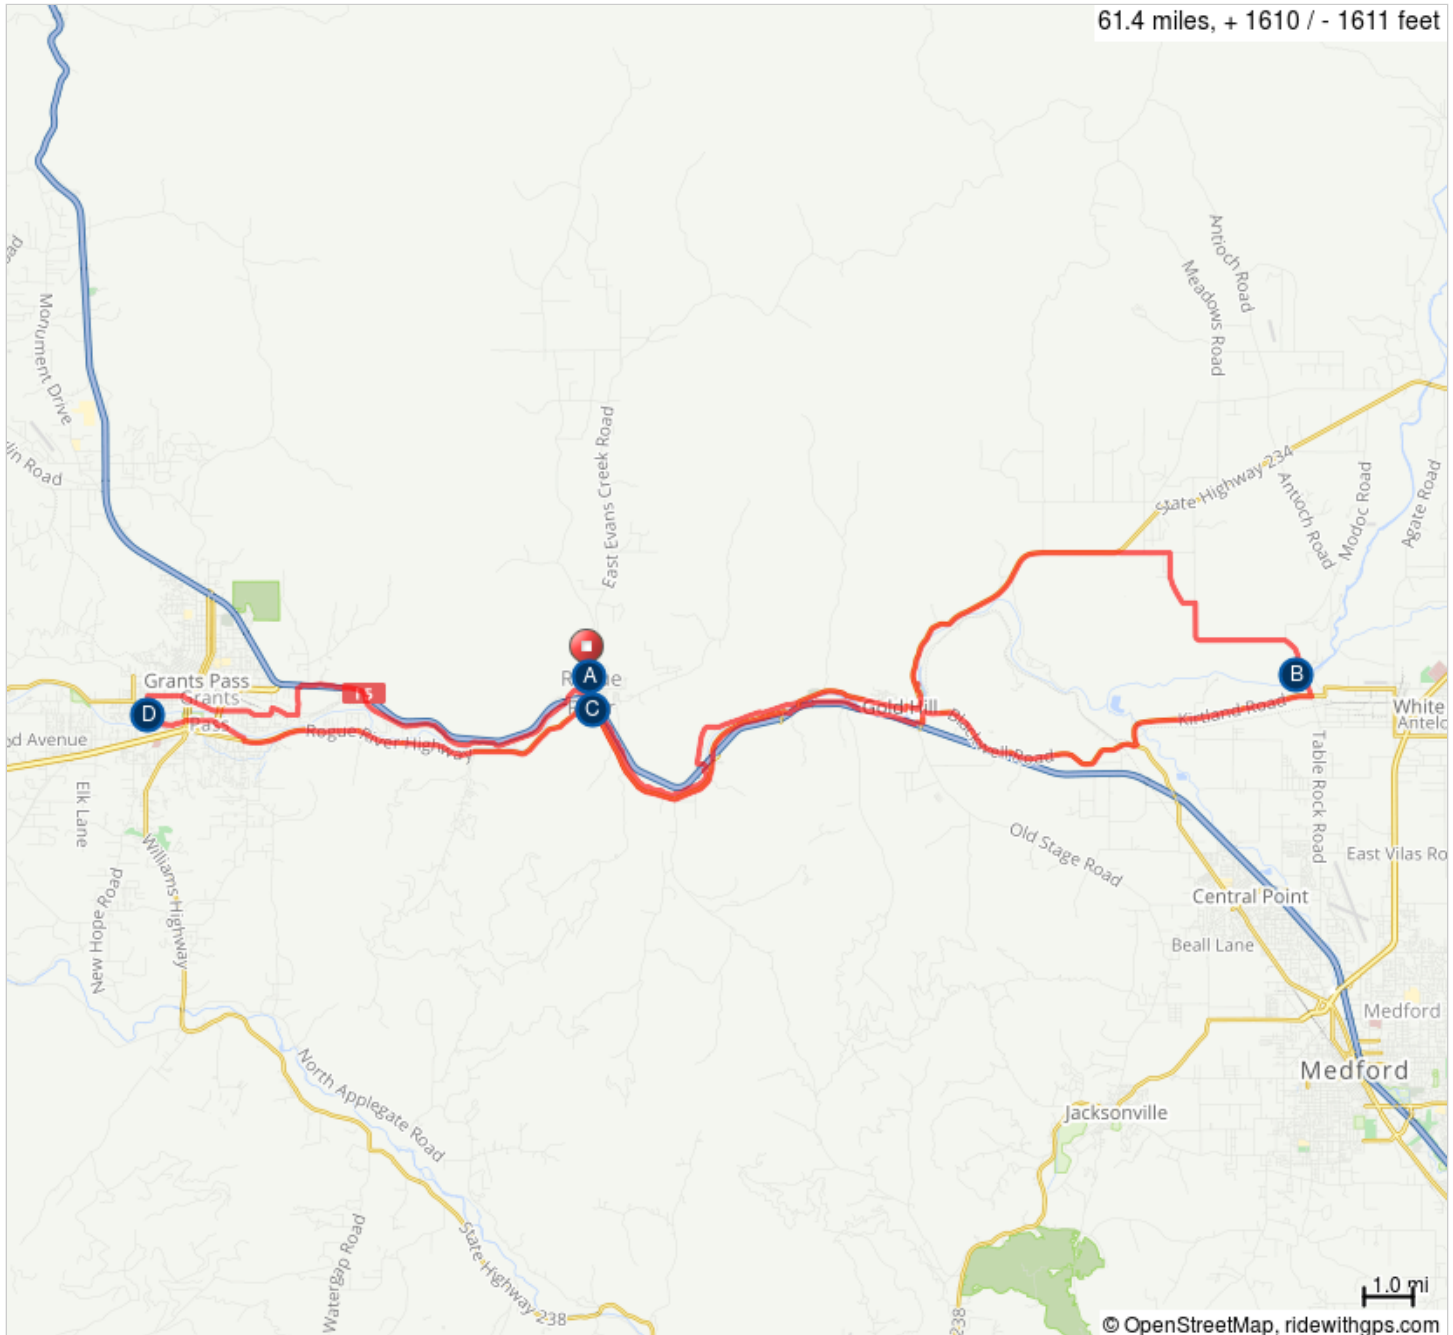 61.4 miles, + 1610 / - 1611 feet
Antioch Road
Meadows Road
Monument Drive
East Evans Creek Road
State Highway 234
Antioch Road
Modoc Road
Agate Road
A
B
C
D
Grants Pass
Grants
Pass
Gold Hill
Rogue River Highway
Blackwell Road
Kirtland Road
White
Table Rock Road
Elk Lane
Williams Highway
New Hope Road
Old Stage Road
East Vilas Ro
Central Point
Beall Lane
Medford
Medford
Jacksonville
North Applegate Road
State Highway 238
Watergap Road
238
1.0 mi
© OpenStreetMap, ridewithgps.com